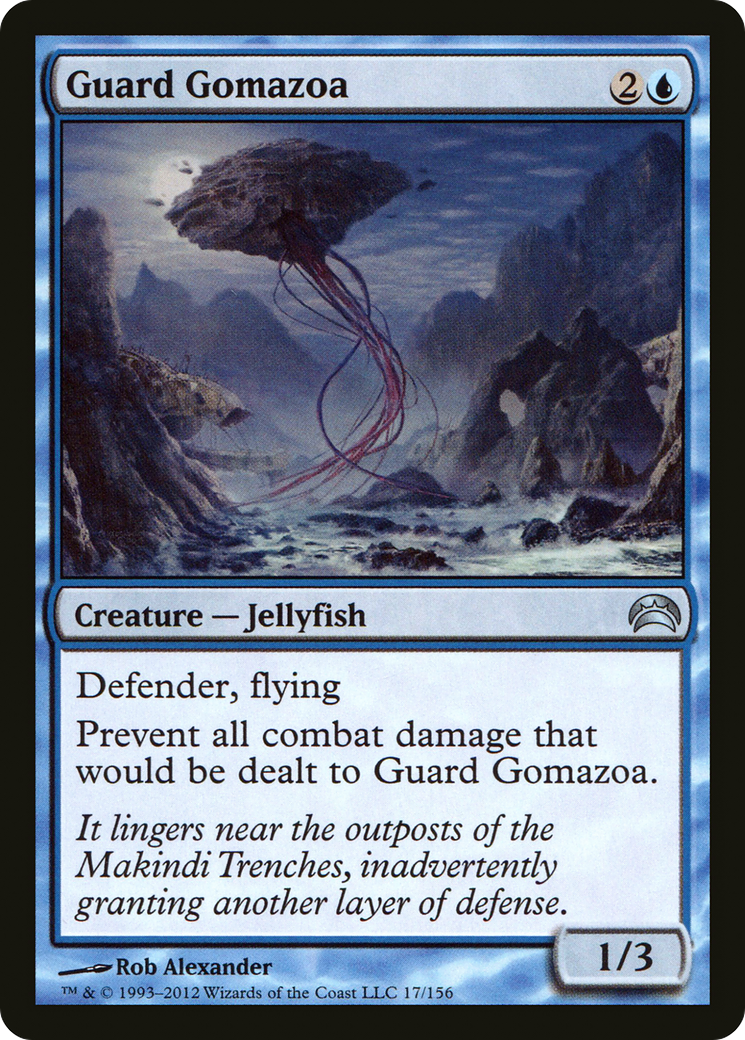 Guard Gomazoa 2
Creature — Jellyfish
Defender, flying
Prevent all combat damage that
would be dealt to Guard Gomazoa.
It lingers near the outposts of the
Makindi Trenches, inadvertently
granting another layer of defense.
1/3
Rob Alexander
™ & © 1993–2012 Wizards of the Coast LLC 17/156